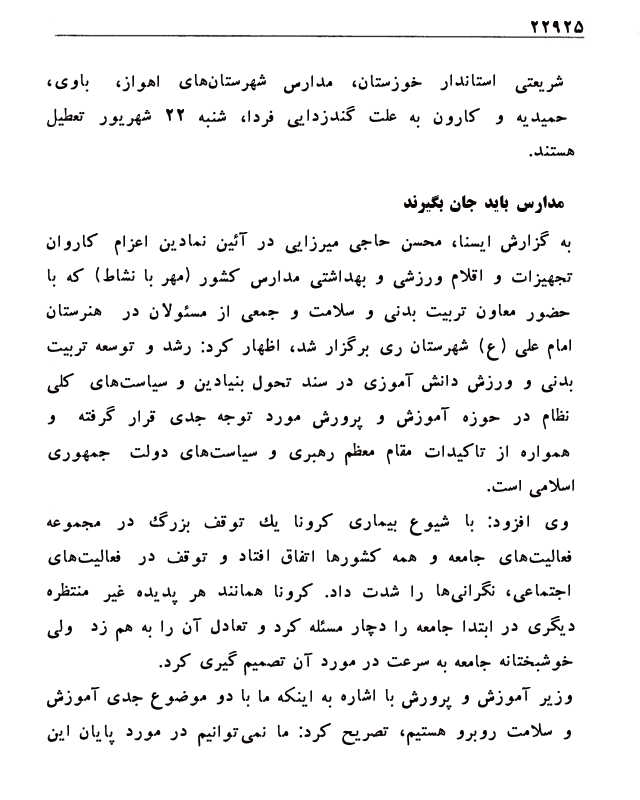 ۲۲۹۲۵
شریعتی استاندار خوزستان، مدارس شهرستان‌های اهواز، باوی،
حمیدیه و کارون به علت گندزدایی فردا، شنبه ۲۲ شهریور تعطیل
هستند.
مدارس باید جان بگیرند
به گزارش ایسنا، محسن حاجی میرزایی در آئین نمادین اعزام کاروان
تجهیزات و اقلام ورزشی و بهداشتی مدارس کشور (مهر با نشاط) که با
حضور معاون تربیت بدنی و سلامت و جمعی از مسئولان در هنرستان
امام علی (ع) شهرستان ری برگزار شد، اظهار کرد: رشد و توسعه تربیت
بدنی و ورزش دانش آموزی در سند تحول بنیادین و سیاست‌های کلی
نظام در حوزه آموزش و پرورش مورد توجه جدی قرار گرفته و
همواره از تاکیدات مقام معظم رهبری و سیاست‌های دولت جمهوری
اسلامی است.
وی افزود: با شیوع بیماری کرونا یك توقف بزرگ در مجموعه
فعالیت‌های جامعه و همه کشورها اتفاق افتاد و توقف در فعالیت‌های
اجتماعی، نگرانی‌ها را شدت داد. کرونا همانند هر پدیده غیر منتظره
دیگری در ابتدا جامعه را دچار مسئله کرد و تعادل آن را به هم زد ولی
خوشبختانه جامعه به سرعت در مورد آن تصمیم گیری کرد.
وزیر آموزش و پرورش با اشاره به اینکه ما با دو موضوع جدی آموزش
و سلامت روبرو هستیم، تصریح کرد: ما نمی‌توانیم در مورد پایان این